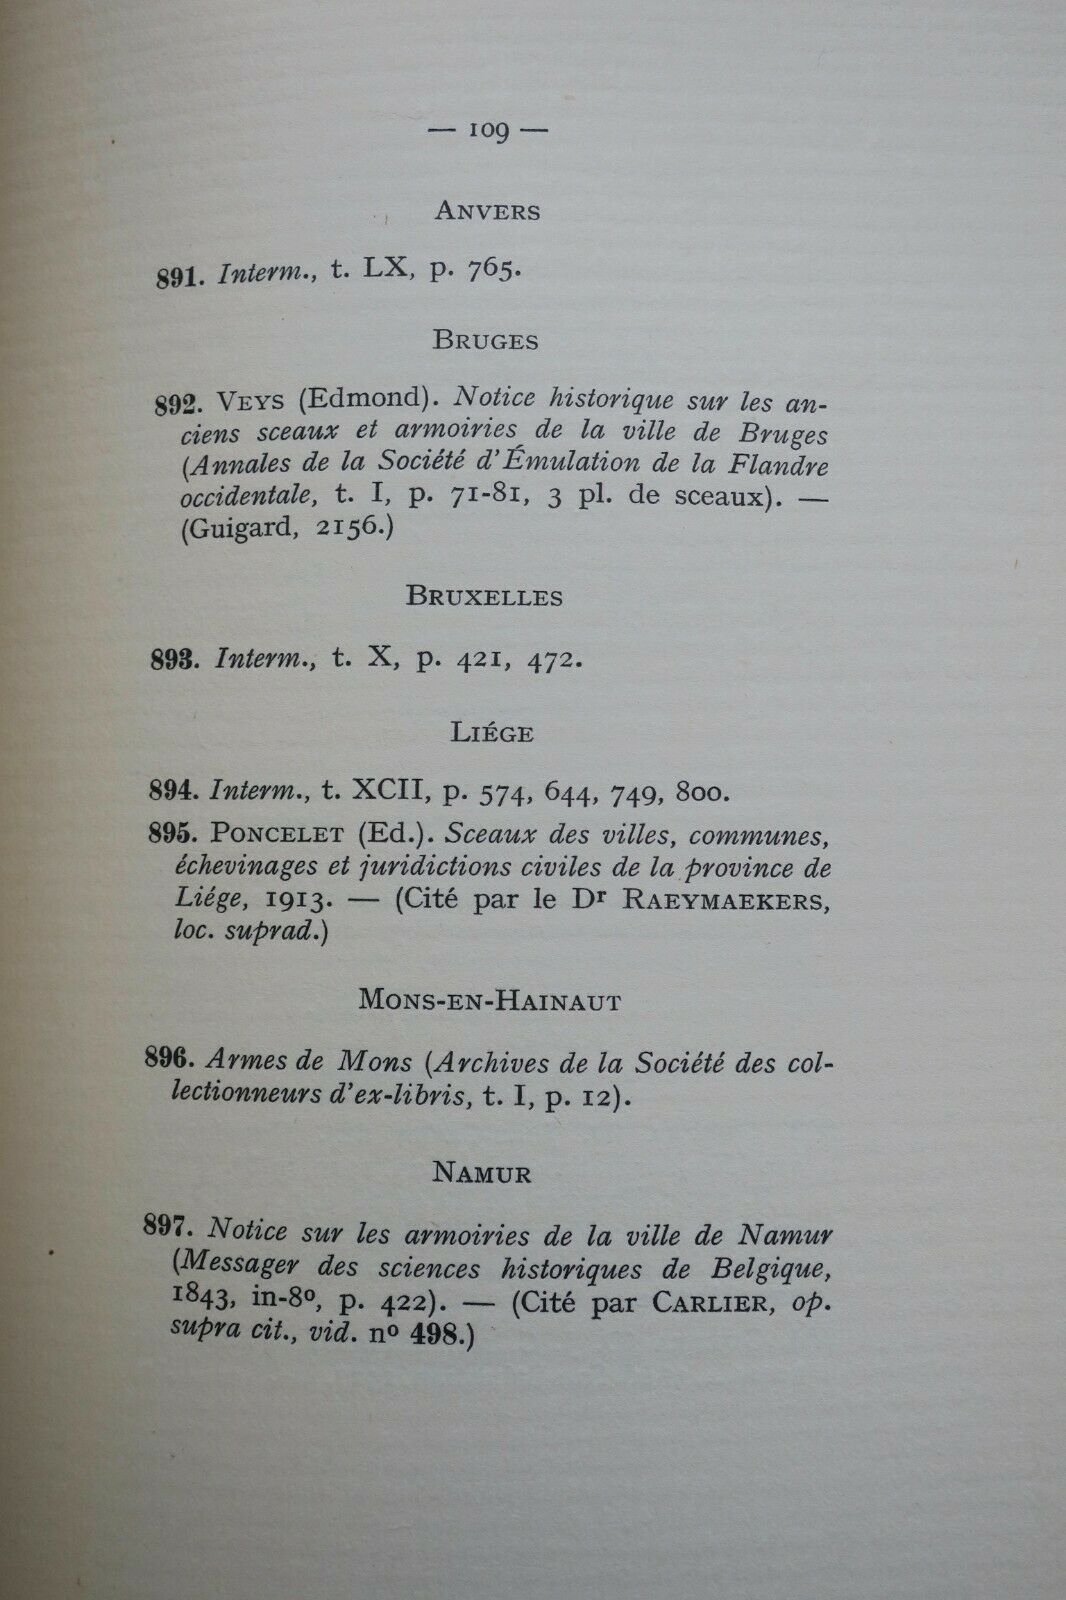 — 109 —
ANVERS
891. Interm., t. LX, p. 765.
BRUGES
892. VEYS (Edmond). Notice historique sur les an-
ciens sceaux et armoiries de la ville de Bruges
(Annales de la Société d'Émulation de la Flandre
occidentale, t. I, p. 71-81, 3 pl. de sceaux). —
(Guigard, 2156.)
BRUXELLES
893. Interm., t. X, p. 421, 472.
LIÉGE
894. Interm., t. XCII, p. 574, 644, 749, 800.
895. PONCELET (Ed.). Sceaux des villes, communes,
échevinages et juridictions civiles de la province de
Liége, 1913. — (Cité par le Dr RAEYMAEKERS,
loc. suprad.)
MONS-EN-HAINAUT
896. Armes de Mons (Archives de la Société des col-
lectionneurs d'ex-libris, t. I, p. 12).
NAMUR
897. Notice sur les armoiries de la ville de Namur
(Messager des sciences historiques de Belgique,
1843, in-8º, p. 422). — (Cité par CARLIER, op.
supra cit., vid. nº 498.)